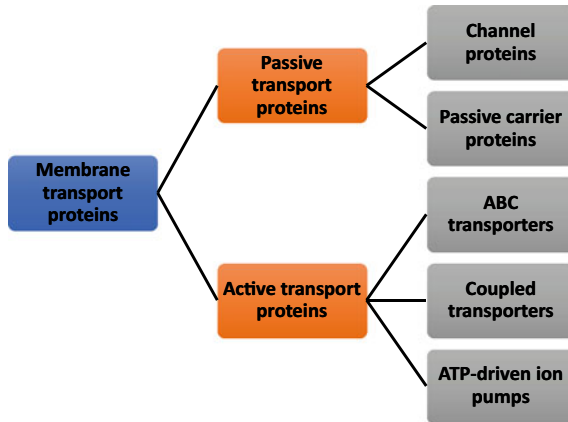 Membrane
transport
proteins
Passive
transport
proteins
Active transport
proteins
Channel
proteins
Passive carrier
proteins
ABC
transporters
Coupled
transporters
ATP-driven ion
pumps